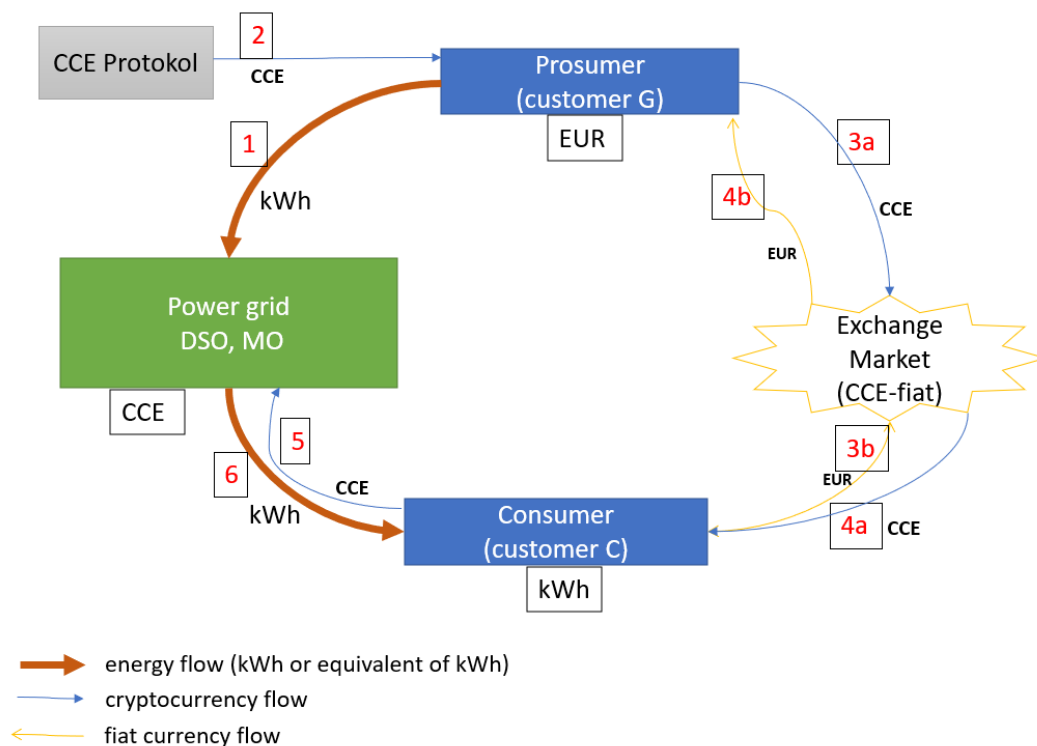 2
CCE Protokol
CCE
Prosumer
(customer G)
EUR
1
kWh
3a
4b
CCE
EUR
Power grid
DSO, MO
CCE
Exchange
Market
(CCE-fiat)
5
6
kWh
CCE
3b
EUR
4a
CCE
Consumer
(customer C)
kWh
energy flow (kWh or equivalent of kWh)
cryptocurrency flow
fiat currency flow